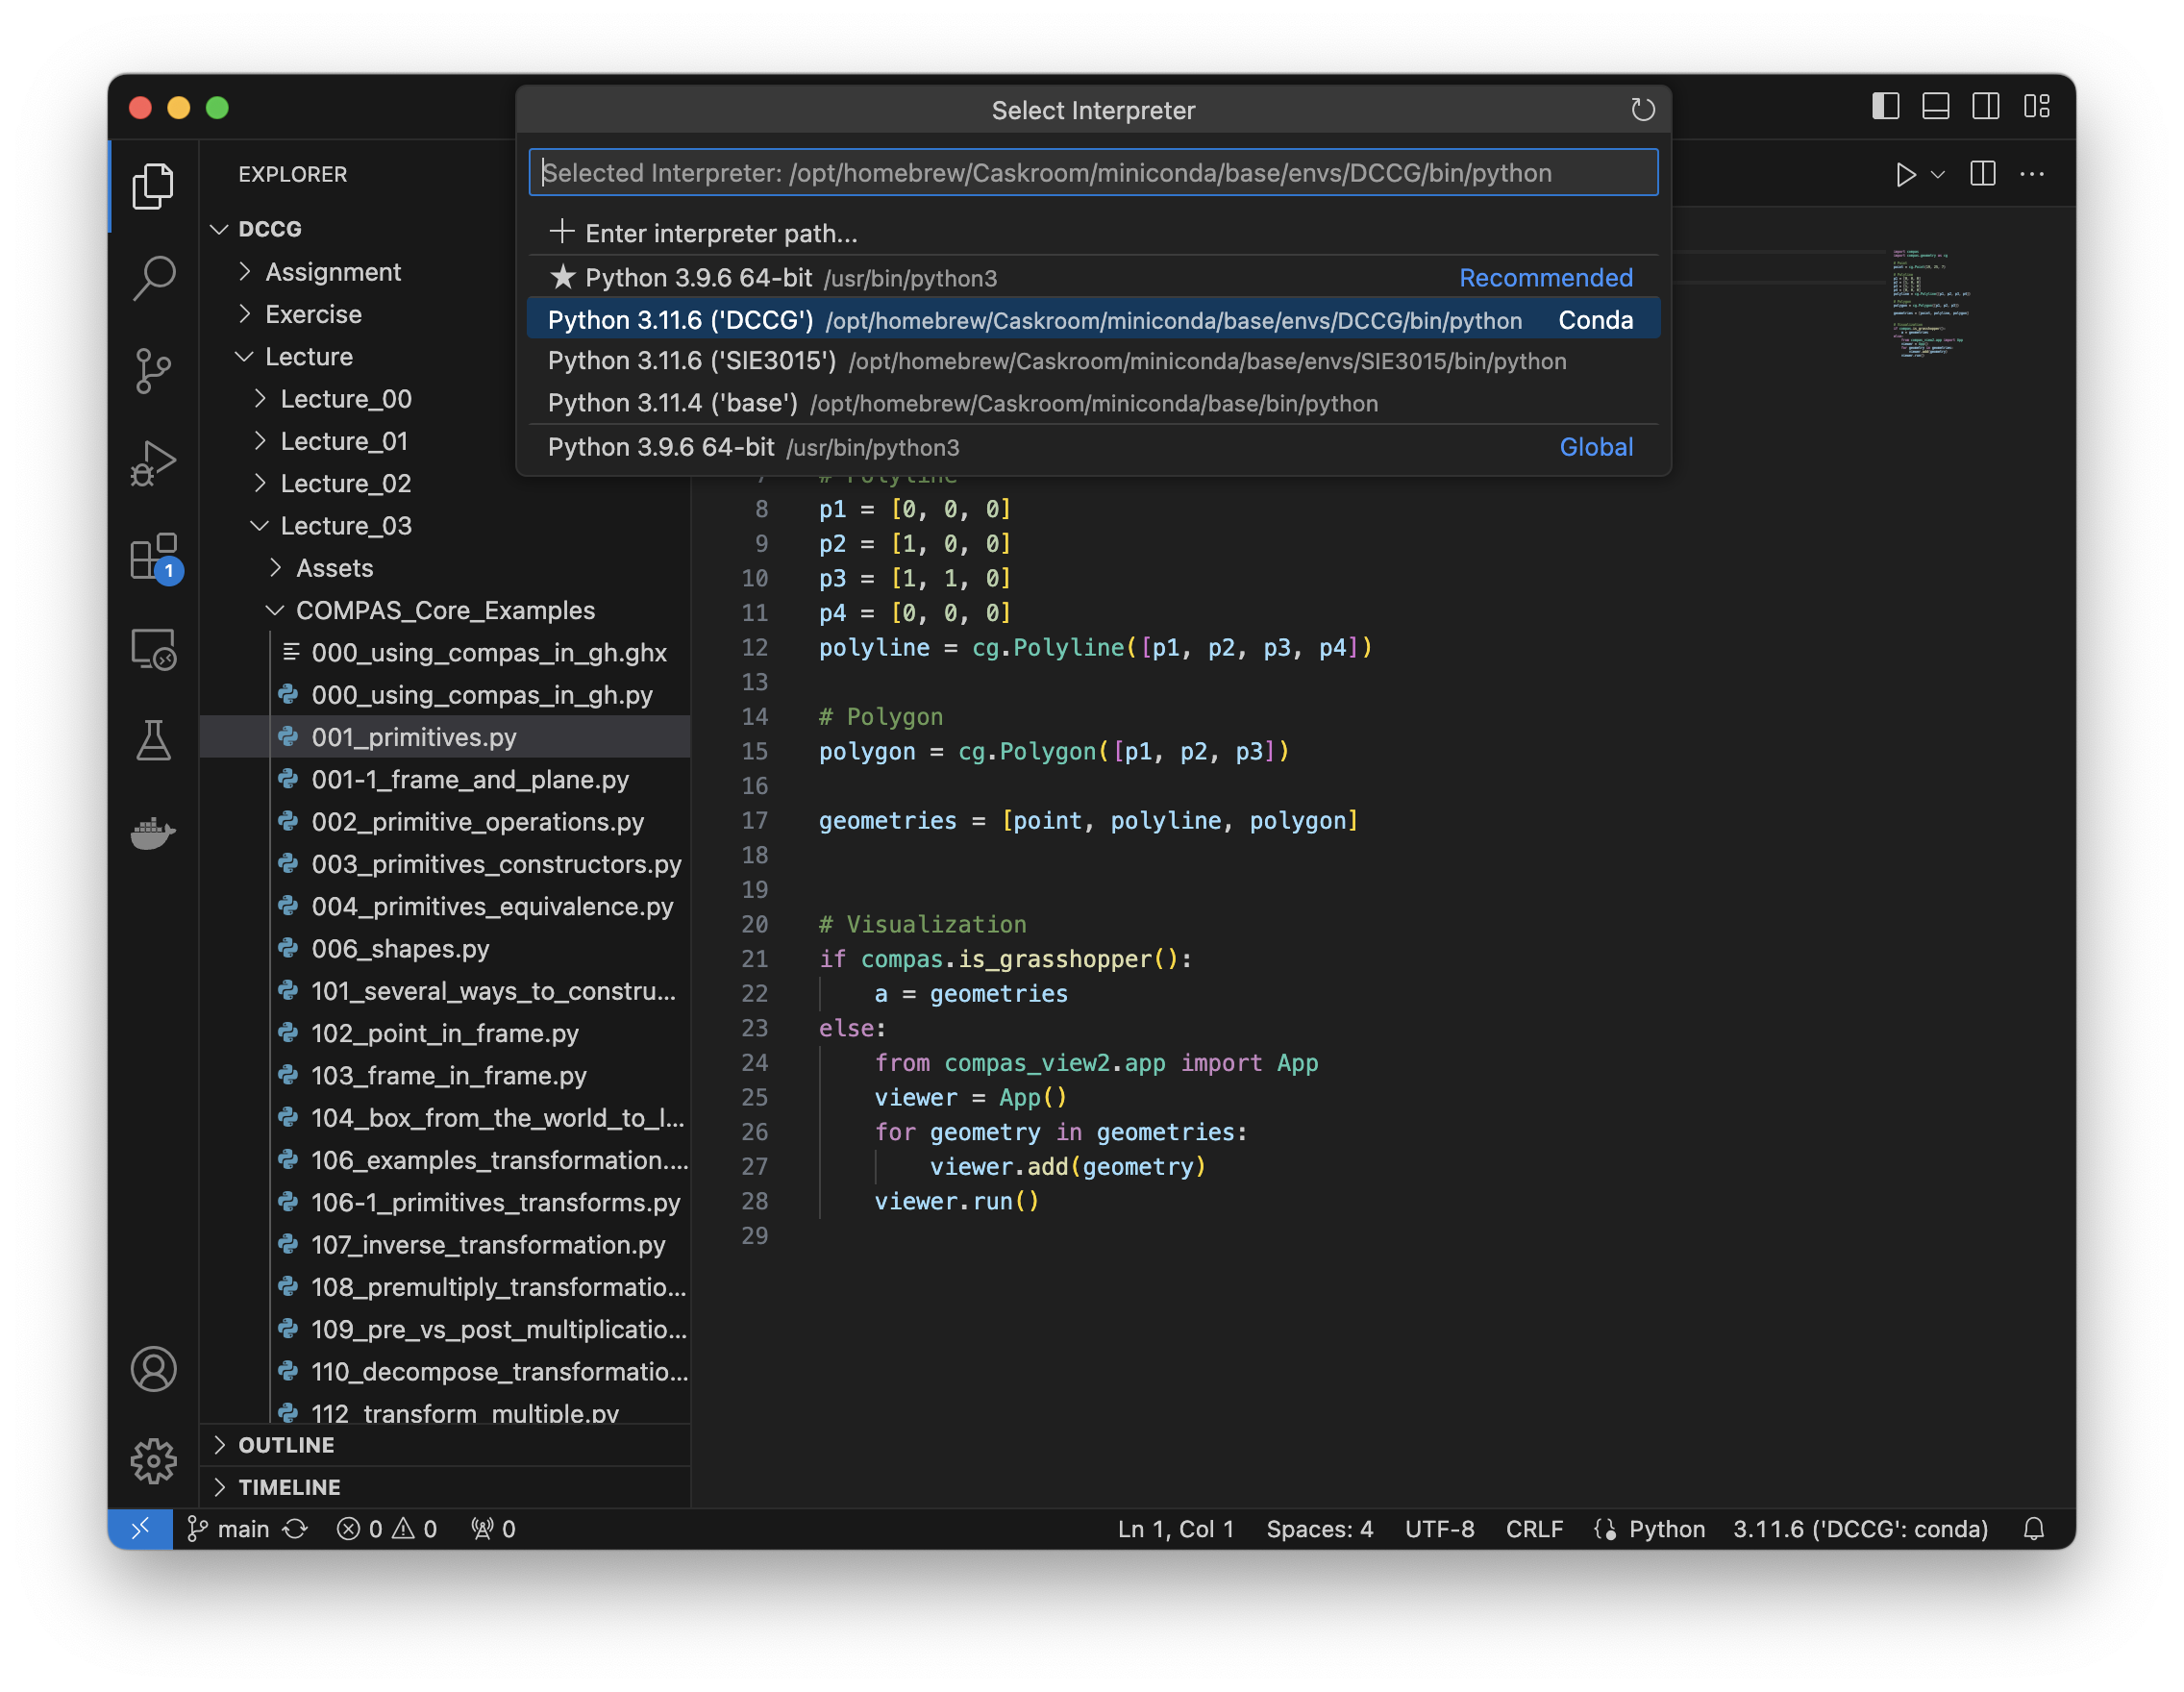 Select Interpreter
Selected Interpreter: /opt/homebrew/Caskroom/miniconda/base/envs/DCCG/bin/python
Enter interpreter path...
Python 3.9.6 64-bit /usr/bin/python3 Recommended
Python 3.11.6 ('DCCG') /opt/homebrew/Caskroom/miniconda/base/envs/DCCG/bin/python Conda
Python 3.11.6 ('SIE3015') /opt/homebrew/Caskroom/miniconda/base/envs/SIE3015/bin/python
Python 3.11.4 ('base') /opt/homebrew/Caskroom/miniconda/base/bin/python
Python 3.9.6 64-bit /usr/bin/python3 Global
EXPLORER
DCCG
Assignment
Exercise
Lecture
Lecture_00
Lecture_01
Lecture_02
Lecture_03
Assets
COMPAS_Core_Examples
000_using_compas_in_gh.ghx
000_using_compas_in_gh.py
001_primitives.py
001-1_frame_and_plane.py
002_primitive_operations.py
003_primitives_constructors.py
004_primitives_equivalence.py
006_shapes.py
101_several_ways_to_constru...
102_point_in_frame.py
103_frame_in_frame.py
104_box_from_the_world_to_l...
106_examples_transformation....
106-1_primitives_transforms.py
107_inverse_transformation.py
108_premultiply_transformatio...
109_pre_vs_post_multiplicatio...
110_decompose_transformatio...
112_transform_multiple.py
OUTLINE
TIMELINE
1
7 # Polyline
8 p1 = [0, 0, 0]
9 p2 = [1, 0, 0]
10 p3 = [1, 1, 0]
11 p4 = [0, 0, 0]
12 polyline = cg.Polyline([p1, p2, p3, p4])
13
14 # Polygon
15 polygon = cg.Polygon([p1, p2, p3])
16
17 geometries = [point, polyline, polygon]
18
19
20 # Visualization
21 if compas.is_grasshopper():
22 a = geometries
23 else:
24 from compas_view2.app import App
25 viewer = App()
26 for geometry in geometries:
27 viewer.add(geometry)
28 viewer.run()
29
main 0 0 0 Ln 1, Col 1 Spaces: 4 UTF-8 CRLF Python 3.11.6 ('DCCG': conda)